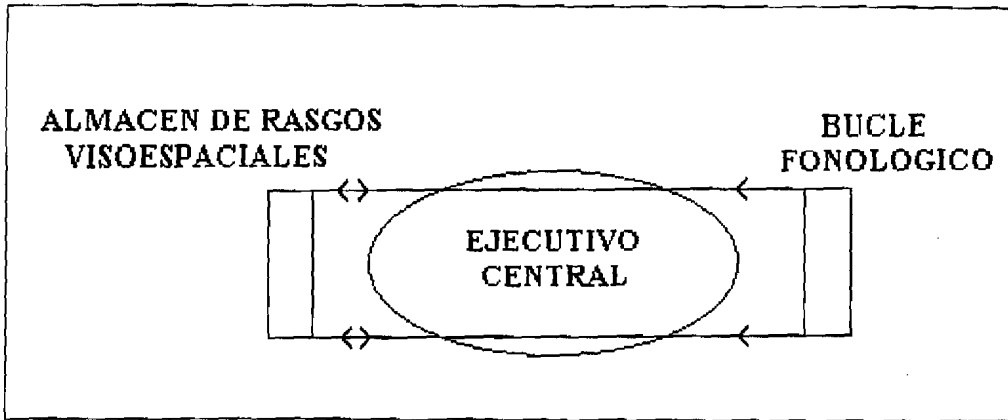 ALMACEN DE RASGOS
VISOESPACIALES
BUCLE
FONOLOGICO
EJECUTIVO
CENTRAL